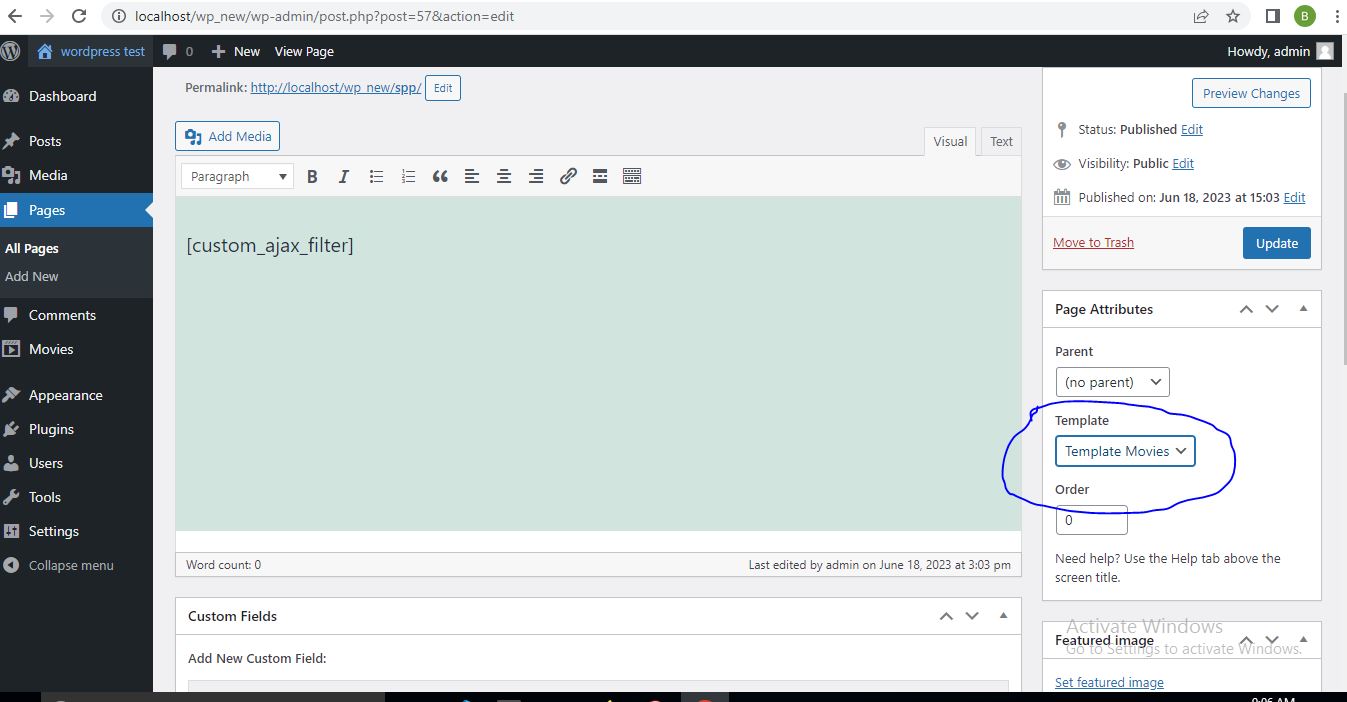 localhost/wp_new/wp-admin/post.php?post=57&action=edit
B
wordpress test 0 New View Page Howdy, admin
Dashboard
Posts
Media
Pages
All Pages
Add New
Comments
Movies
Appearance
Plugins
Users
Tools
Settings
Collapse menu
Permalink: http://localhost/wp_new/spp/ Edit
Add Media
Visual Text
Paragraph B I
[custom_ajax_filter]
Word count: 0 Last edited by admin on June 18, 2023 at 3:03 pm
Custom Fields
Add New Custom Field:
Preview Changes
Status: Published Edit
Visibility: Public Edit
Published on: Jun 18, 2023 at 15:03 Edit
Move to Trash Update
Page Attributes
Parent
(no parent)
Template
Template Movies
Order
0
Need help? Use the Help tab above the
screen title.
Activate Windows
Featured image
Go to Settings to activate Windows.
Set featured image
9:06 AM